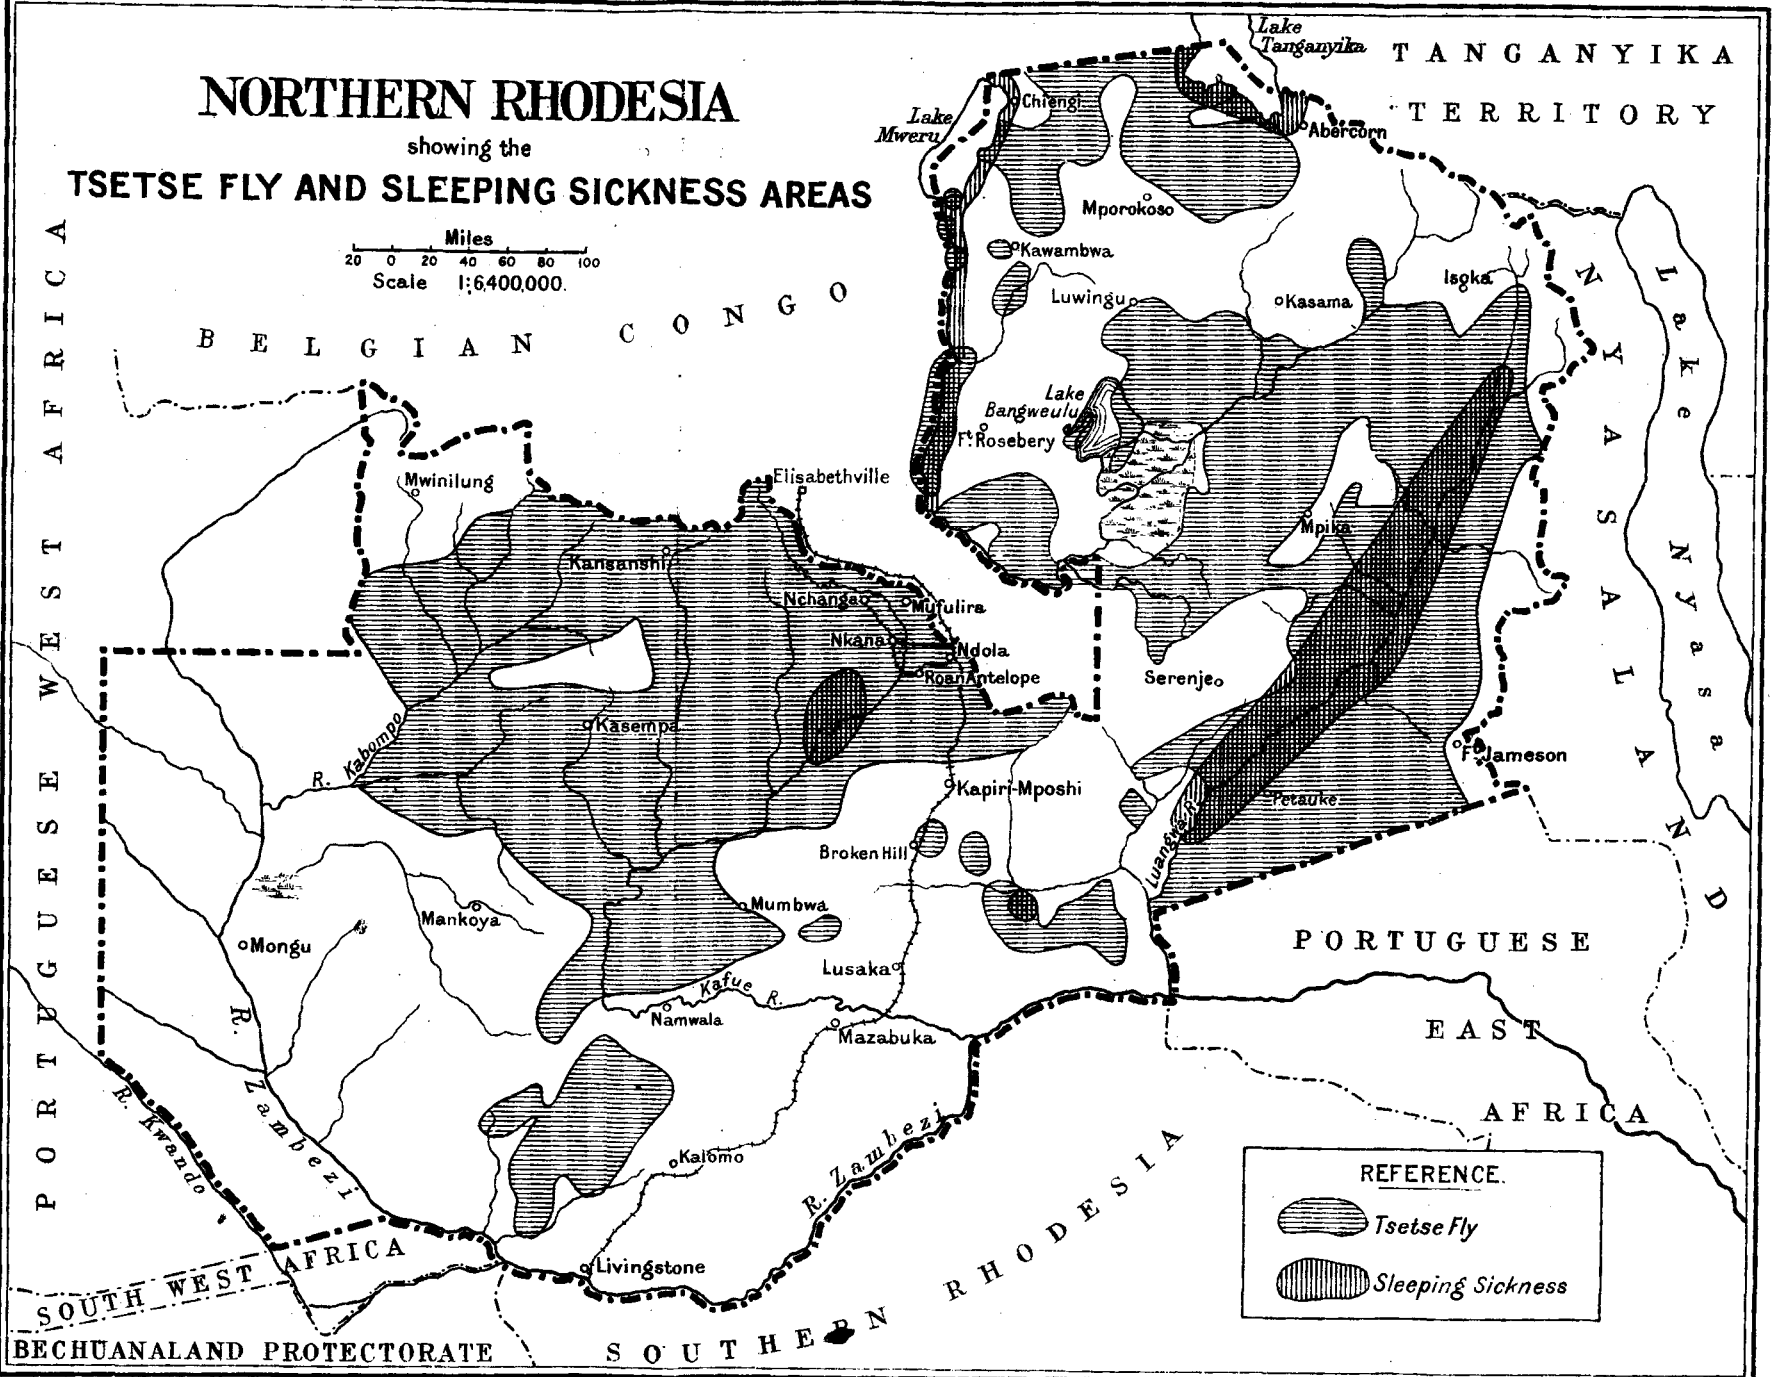 NORTHERN RHODESIA
showing the
TSETSE FLY AND SLEEPING SICKNESS AREAS
Miles
20 0 20 40 60 80 100
Scale 1:6,400,000.
Lake
Tanganyika
TANGANYIKA
TERRITORY
Lake
Mweru
Chiengi
Abercorn
Mporokoso
Kawambwa
Luwingu
Kasama
Isoka
BELGIAN CONGO
PORTUGUESE WEST AFRICA
NYASALAND
Lake Nyasa
Lake
Bangweulu
Ft. Rosebery
Mwinilung
Elisabethville
Mpika
Kansanshi
Nchanga
Mufulira
Nkana
Ndola
Roan Antelope
Serenje
Kasempa
R. Kabompo
Ft. Jameson
Kapiri-Mposhi
Petauke
Luangwa R.
Broken Hill
Mankoya
Mumbwa
Mongu
PORTUGUESE
EAST
AFRICA
Lusaka
Kafue R.
Namwala
Mazabuka
R. Zambezi
R. Kwando
Kalomo
R. Zambezi
Livingstone
SOUTH WEST AFRICA
BECHUANALAND PROTECTORATE
SOUTHERN RHODESIA
REFERENCE.
Tsetse Fly
Sleeping Sickness